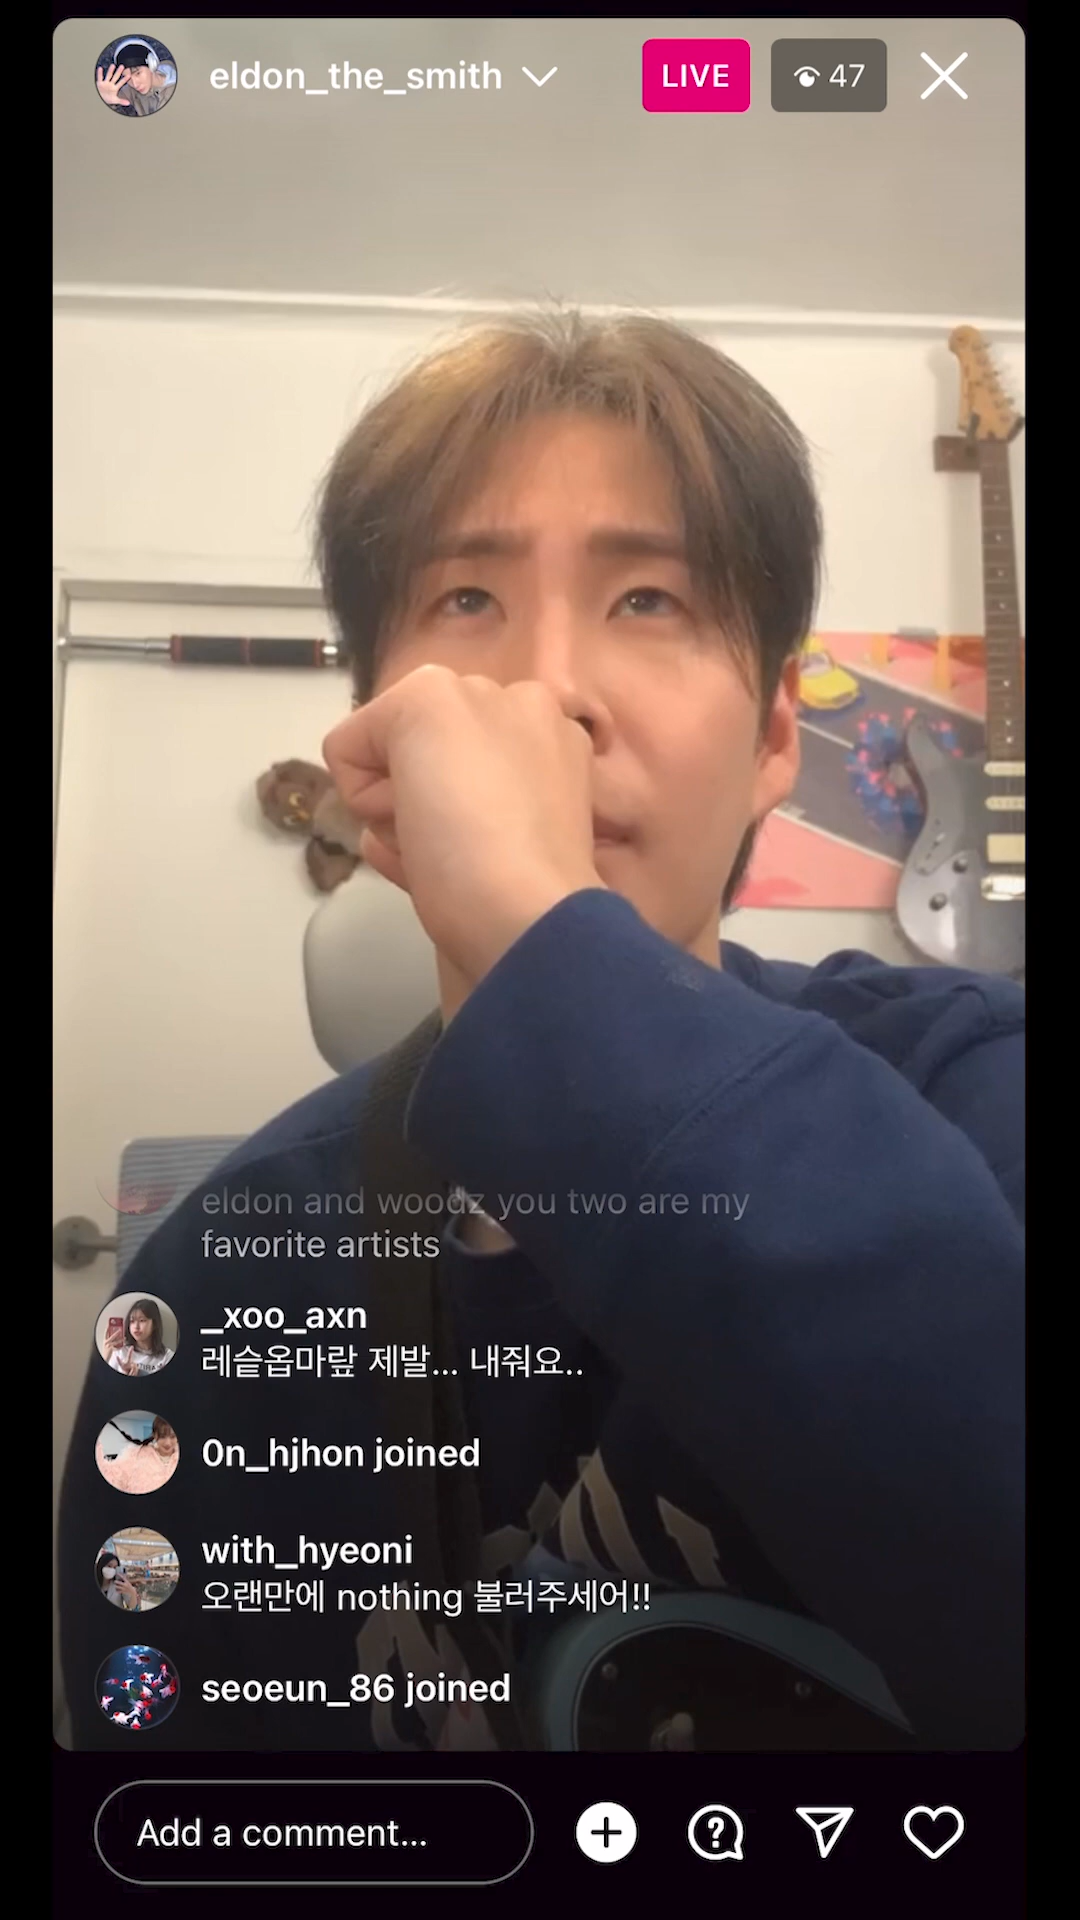 eldon_the_smith
LIVE
47
eldon and woodz you two are my
favorite artists
_xoo_axn
레슽옵마랖 제발... 내줘요..
0n_hjhon joined
with_hyeoni
오랜만에 nothing 불러주세어!!
seoeun_86 joined
Add a comment...